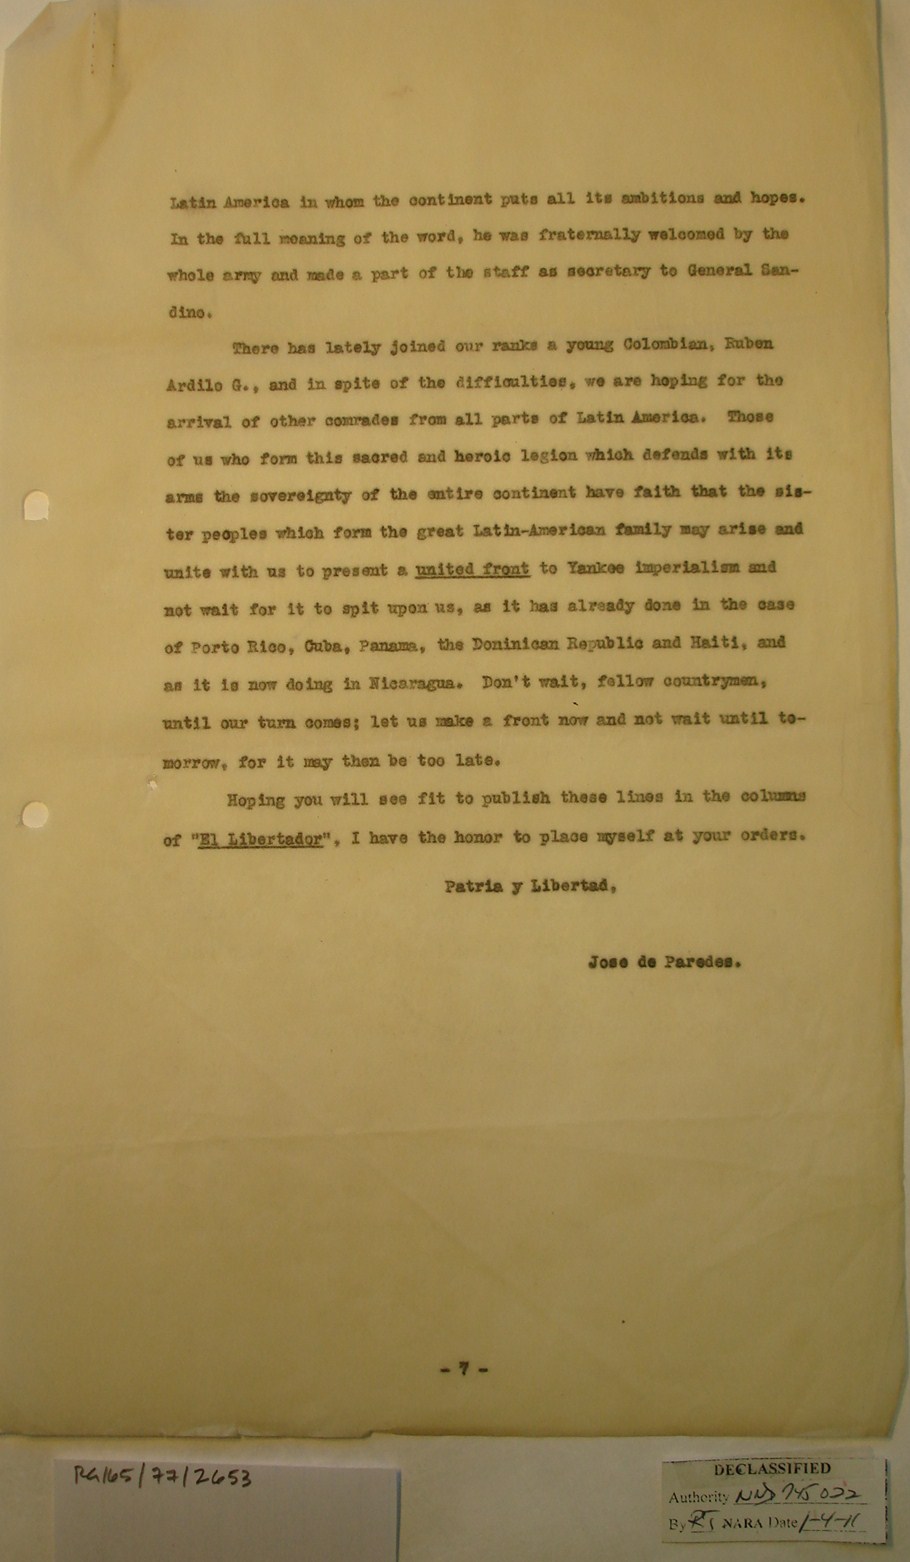 Latin America in whom the continent puts all its ambitions and hopes.
In the full meaning of the word, he was fraternally welcomed by the
whole army and made a part of the staff as secretary to General San-
dino.
There has lately joined our ranks a young Colombian, Ruben
Ardilo G., and in spite of the difficulties, we are hoping for the
arrival of other comrades from all parts of Latin America. Those
of us who form this sacred and heroic legion which defends with its
arms the sovereignty of the entire continent have faith that the sis-
ter peoples which form the great Latin-American family may arise and
unite with us to present a united front to Yankee imperialism and
not wait for it to spit upon us, as it has already done in the case
of Porto Rico, Cuba, Panama, the Doninican Republic and Haiti, and
as it is now doing in Nicaragua. Don't wait, fellow countrymen,
until our turn comes; let us make a front now and not wait until to-
morrow, for it may then be too late.
Hoping you will see fit to publish these lines in the columns
of "El Libertador", I have the honor to place myself at your orders.
Patria y Libertad,
Jose de Paredes.
- 7 -
RG165/77/2653
DECLASSIFIED
Authority NND 745022
By RT NARA Date 1-4-11